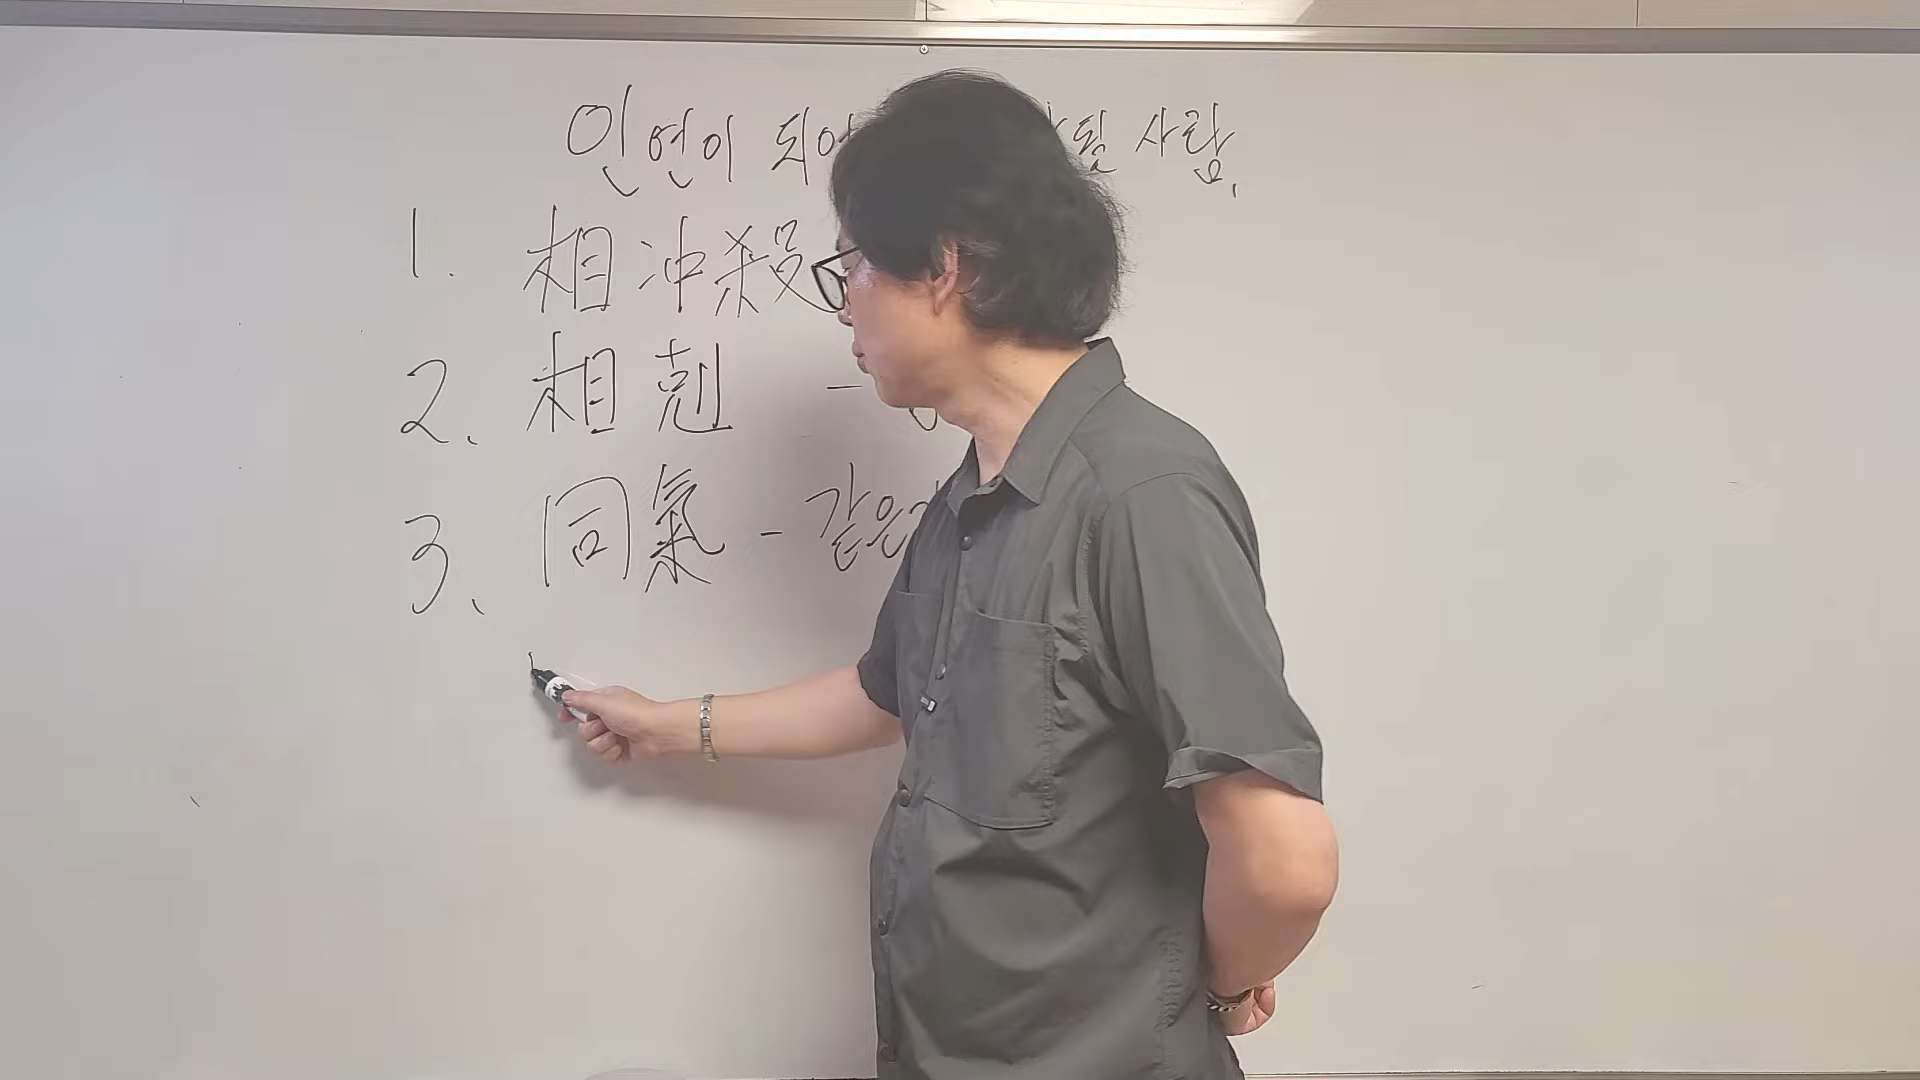 인연이 되어 될 사람.
1. 相冲殺
2. 相剋 -
3. 同氣 - 같은